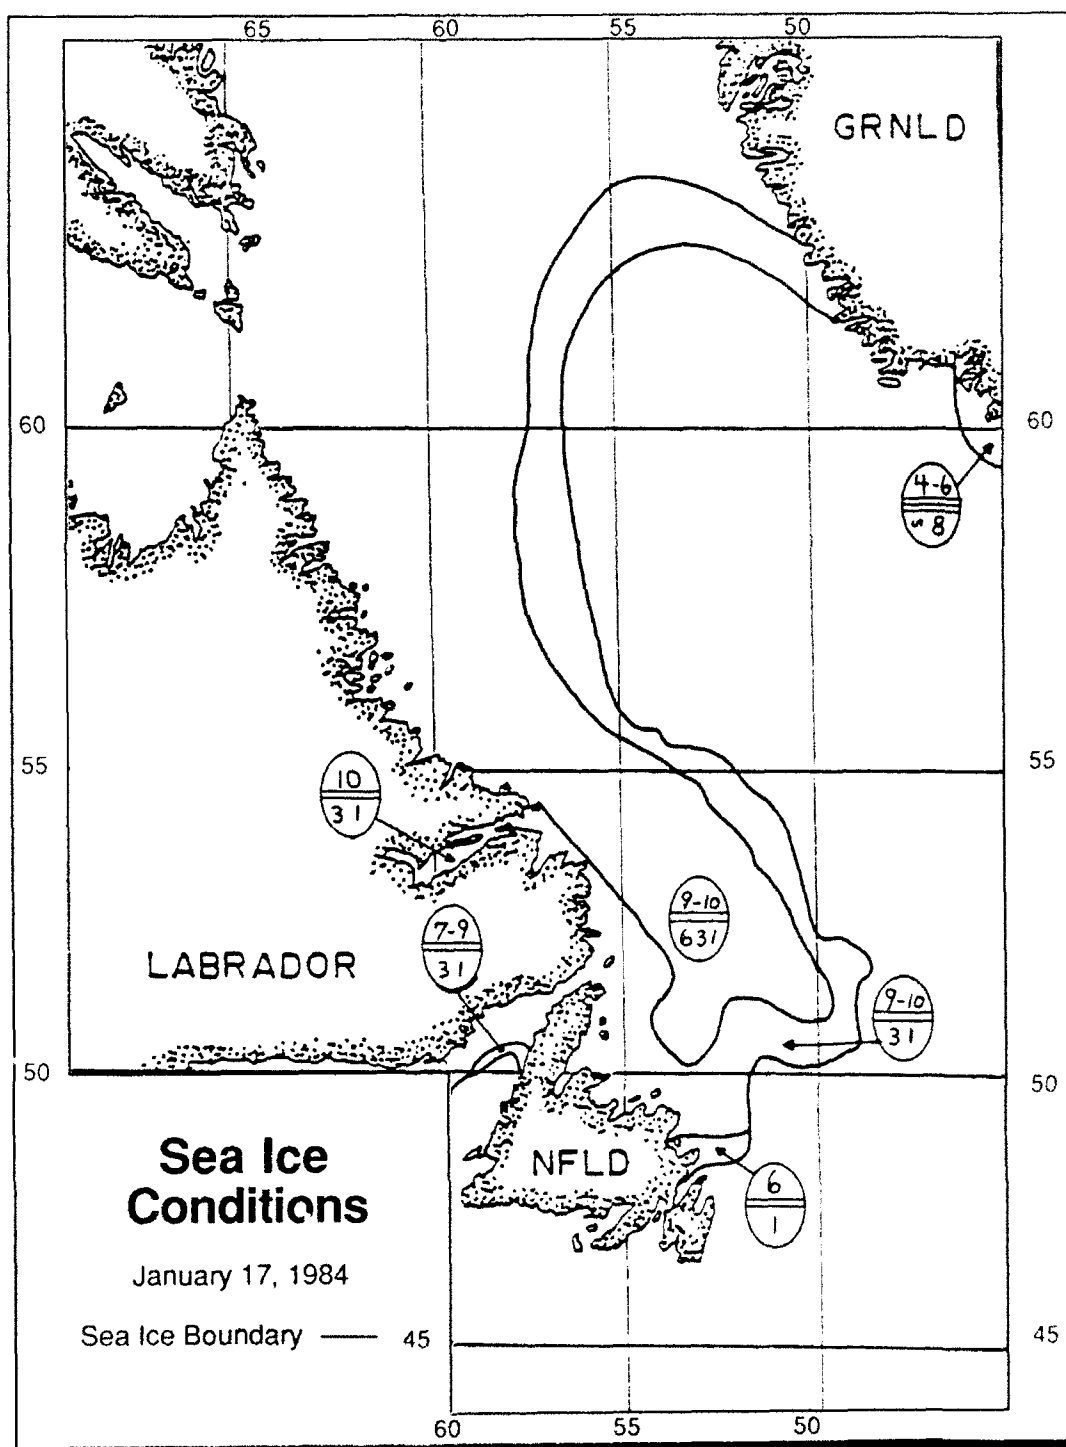 65 60 55 50
GRNLD
60 60
4-6
s 8
55 55
10
31
9-10
631
7-9
31
LABRADOR
9-10
31
50 50
Sea Ice
Conditions
NFLD
6
1
January 17, 1984
Sea Ice Boundary 45 45
60 55 50